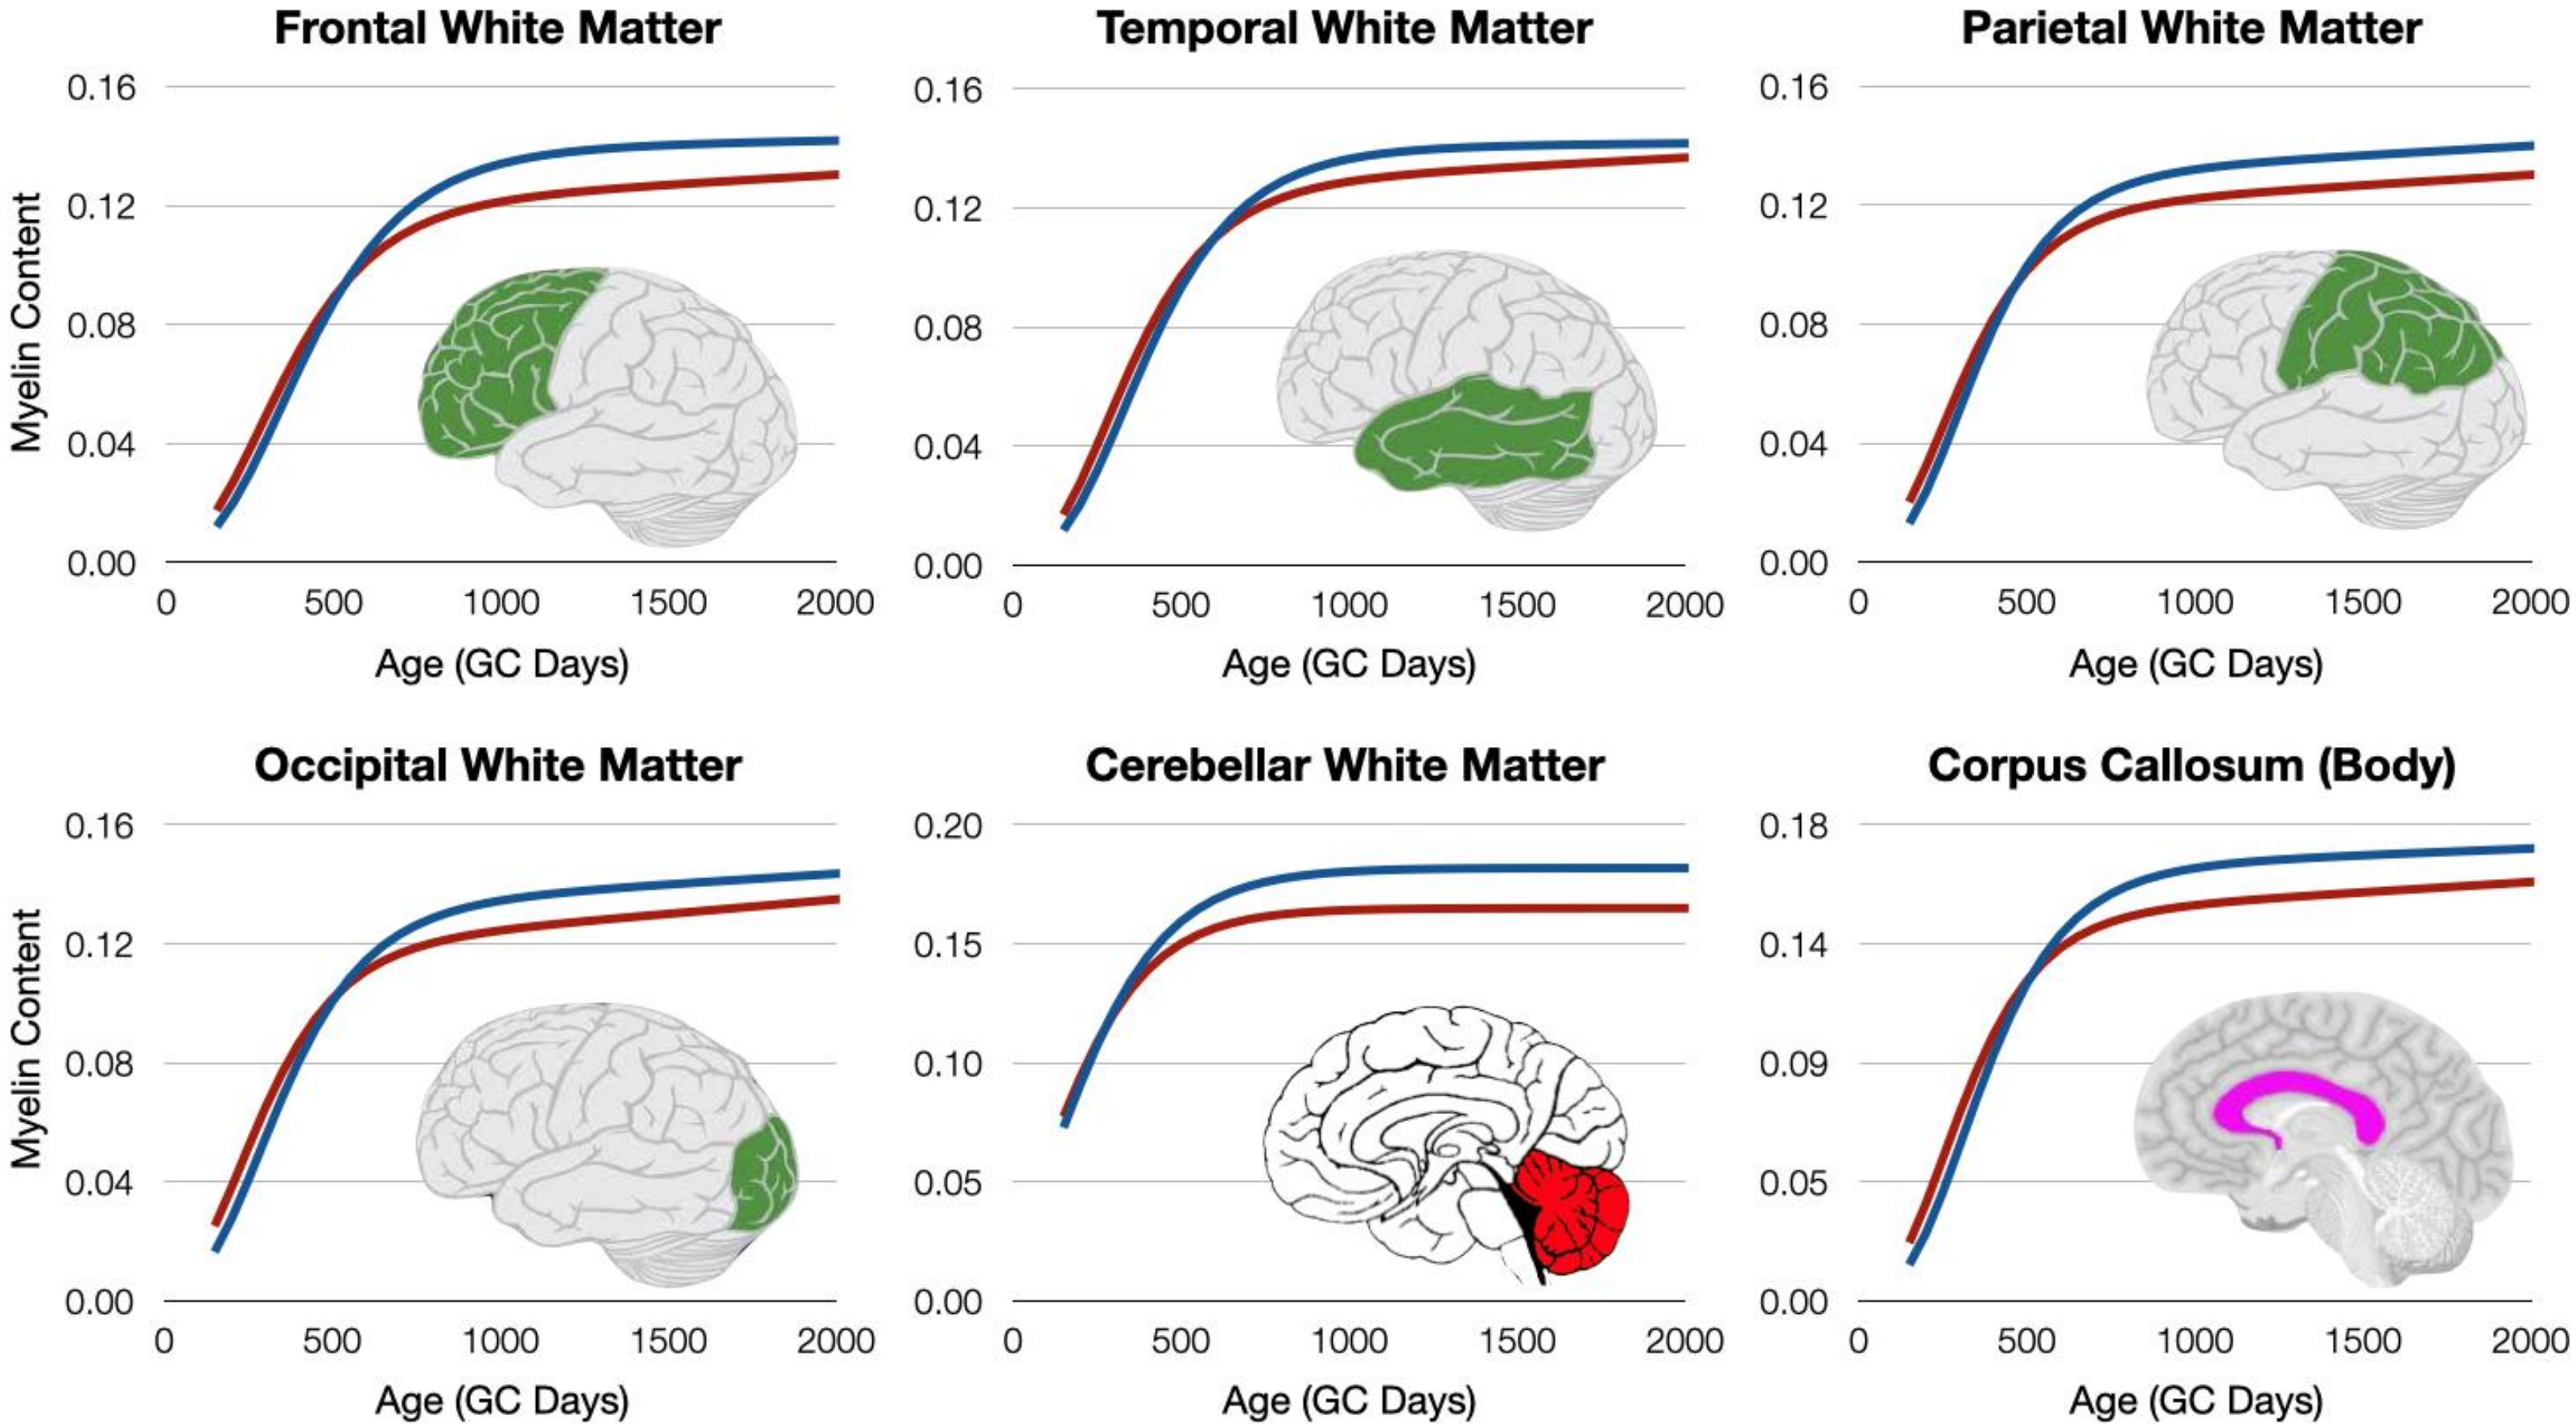 Frontal White Matter
Temporal White Matter
Parietal White Matter
Myelin Content
0.16
0.12
0.08
0.04
0.00
0 500 1000 1500 2000
Age (GC Days)
0.16
0.12
0.08
0.04
0.00
0 500 1000 1500 2000
Age (GC Days)
0.16
0.12
0.08
0.04
0.00
0 500 1000 1500 2000
Age (GC Days)
Occipital White Matter
Cerebellar White Matter
Corpus Callosum (Body)
Myelin Content
0.16
0.12
0.08
0.04
0.00
0 500 1000 1500 2000
Age (GC Days)
0.20
0.15
0.10
0.05
0.00
0 500 1000 1500 2000
Age (GC Days)
0.18
0.14
0.09
0.05
0.00
0 500 1000 1500 2000
Age (GC Days)